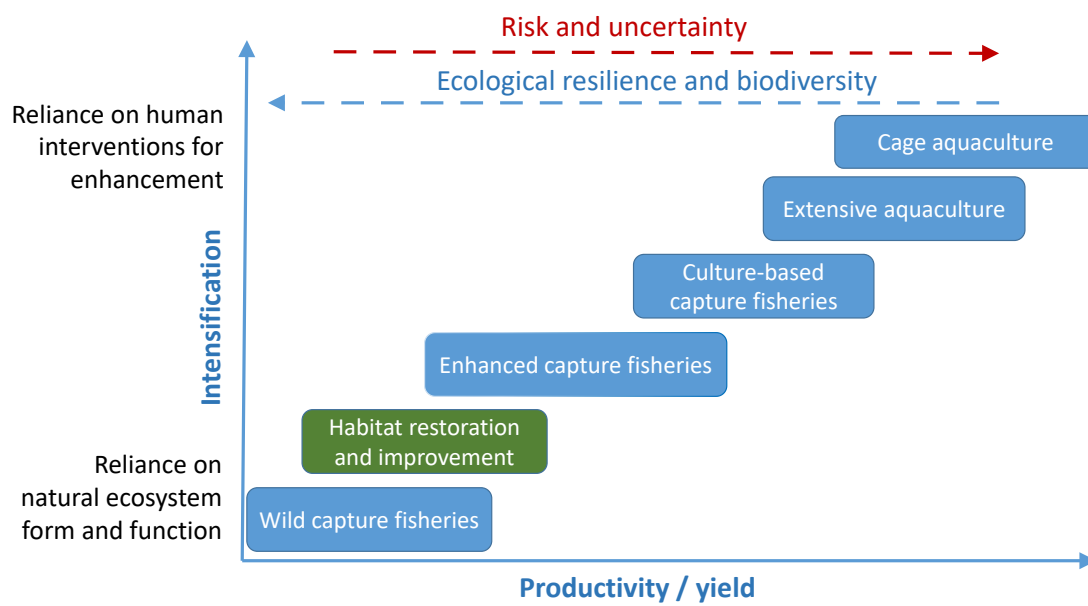 Risk and uncertainty
Ecological resilience and biodiversity
Reliance on human
interventions for
enhancement
Cage aquaculture
Extensive aquaculture
Culture-based
capture fisheries
Intensification
Enhanced capture fisheries
Habitat restoration
and improvement
Reliance on
natural ecosystem
form and function
Wild capture fisheries
Productivity / yield